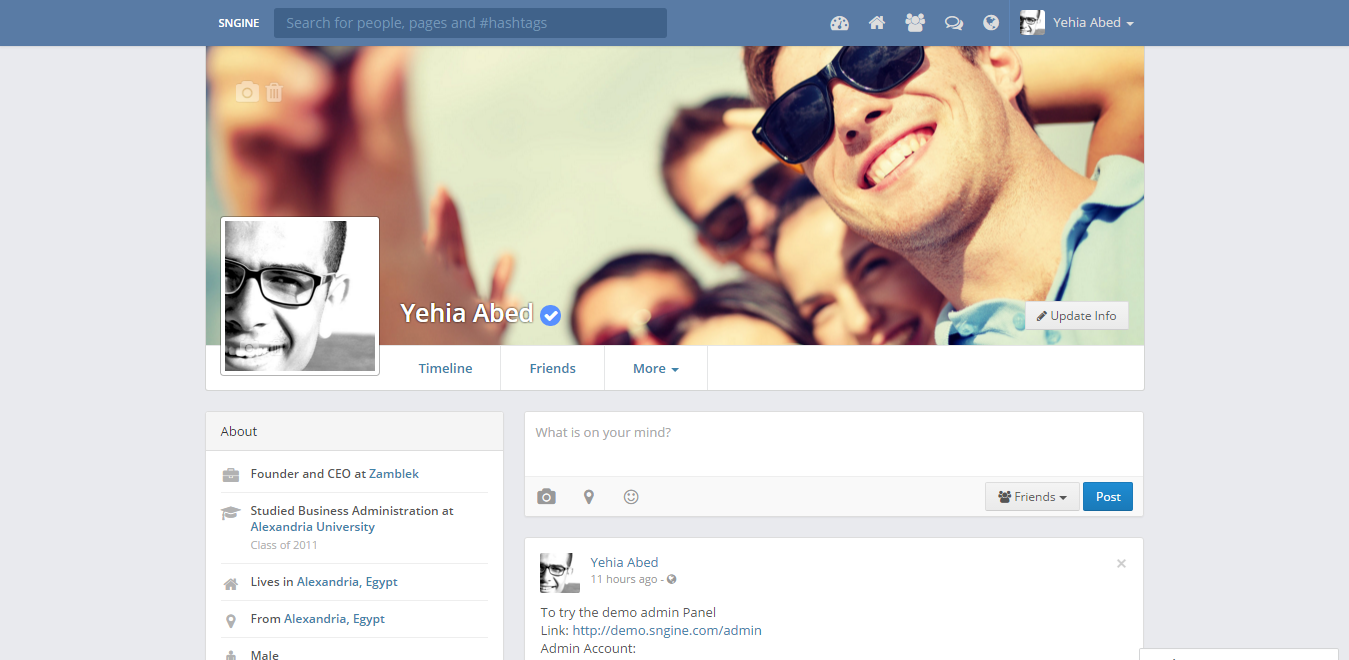 SNGINE
Search for people, pages and #hashtags
Yehia Abed
Yehia Abed
Update Info
Timeline
Friends
More
About
Founder and CEO at Zamblek
Studied Business Administration at
Alexandria University
Class of 2011
Lives in Alexandria, Egypt
From Alexandria, Egypt
Male
What is on your mind?
Friends
Post
Yehia Abed
11 hours ago -
To try the demo admin Panel
Link: http://demo.sngine.com/admin
Admin Account: